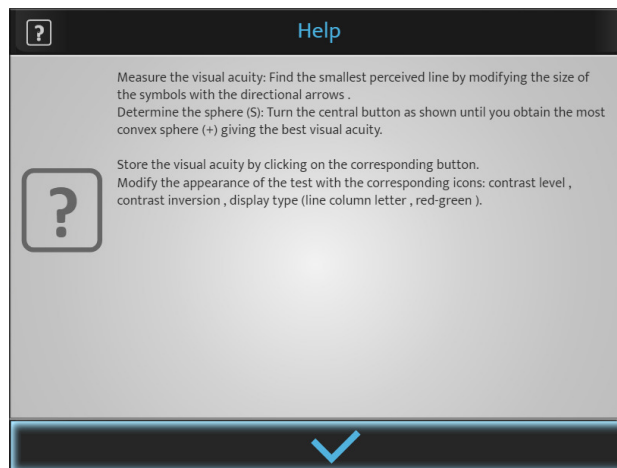 ? Help
Measure the visual acuity: Find the smallest perceived line by modifying the size of
the symbols with the directional arrows .
Determine the sphere (S): Turn the central button as shown until you obtain the most
convex sphere (+) giving the best visual acuity.
Store the visual acuity by clicking on the corresponding button.
Modify the appearance of the test with the corresponding icons: contrast level ,
contrast inversion , display type (line column letter , red-green ).
?